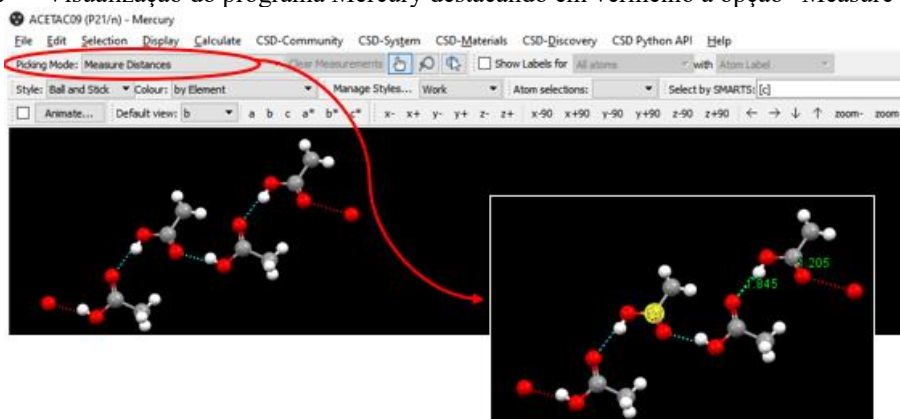 Visualização do programa Mercury destacando em vermelho a opção "Measure
ACETAC09 (P21/n) - Mercury
File Edit Selection Display Calculate CSD-Community CSD-System CSD-Materials CSD-Discovery CSD Python API Help
Picking Mode: Measure Distances Clear Measurements Show Labels for All atoms with Atom Label
Style: Ball and Stick Colour: by Element Manage Styles... Work Atom selections: Select by SMARTS: [c]
Animate... Default view: b a b c a* b* c* x- x+ y- y+ z- z+ x-90 x+90 y-90 y+90 z-90 z+90 ← → ↓ ↑ zoom- zoom